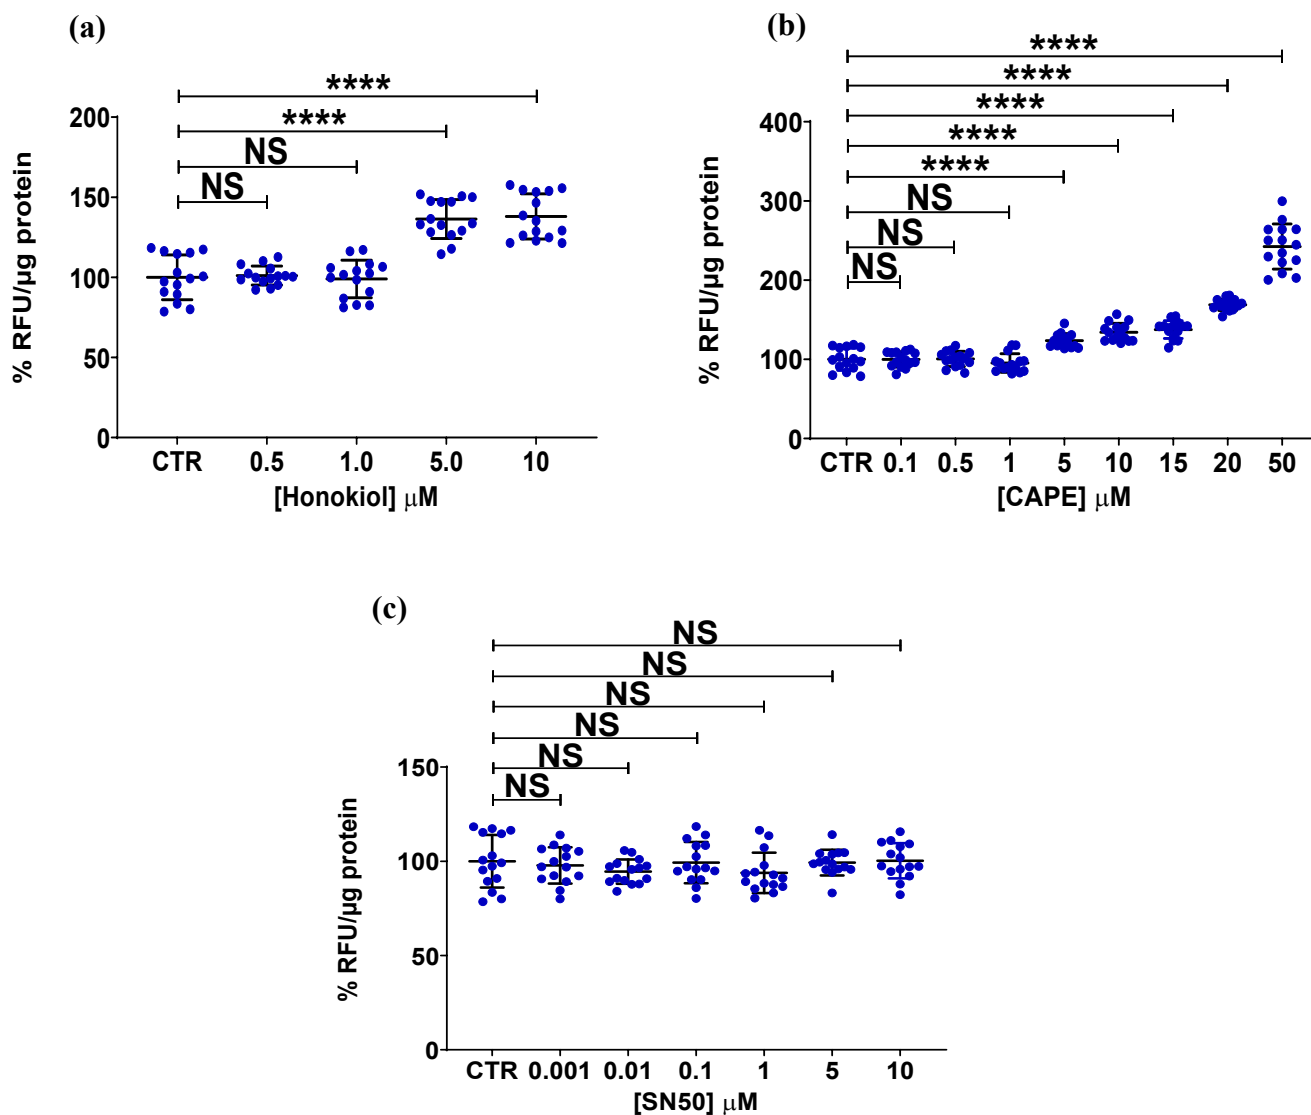 (a)
****
****
NS
NS
200
150
100
50
0
% RFU/µg protein
CTR 0.5 1.0 5.0 10
[Honokiol] µM
(b)
****
****
****
****
****
NS
NS
NS
400
300
200
100
0
% RFU/µg protein
CTR 0.1 0.5 1 5 10 15 20 50
[CAPE] µM
(c)
NS
NS
NS
NS
NS
NS
150
100
50
0
% RFU/µg protein
CTR 0.001 0.01 0.1 1 5 10
[SN50] µM